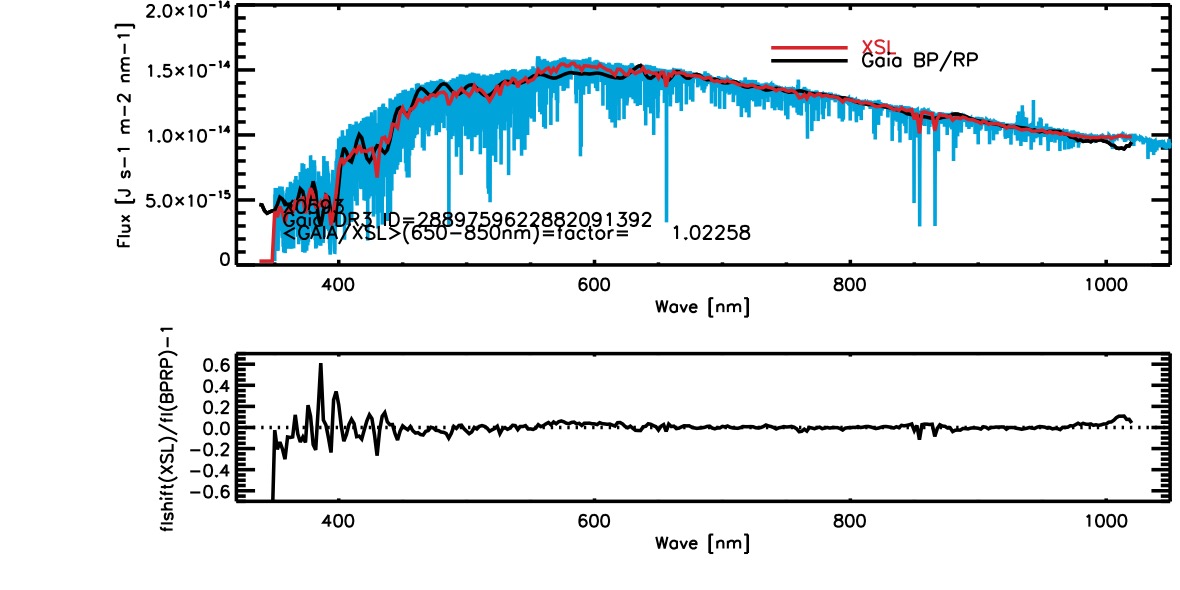 2.0×10⁻¹⁴
1.5×10⁻¹⁴
1.0×10⁻¹⁴
5.0×10⁻¹⁵
0
Flux [J s−1 m−2 nm−1]
XSL
Gaia BP/RP
X0593
Gaia DR3 ID=2889759622882091392
<GAIA/XSL>(650−850nm)=factor= 1.02258
400 600 800 1000
Wave [nm]
0.6
0.4
0.2
0.0
−0.2
−0.4
−0.6
flshift(XSL)/fl(BPRP)−1
400 600 800 1000
Wave [nm]